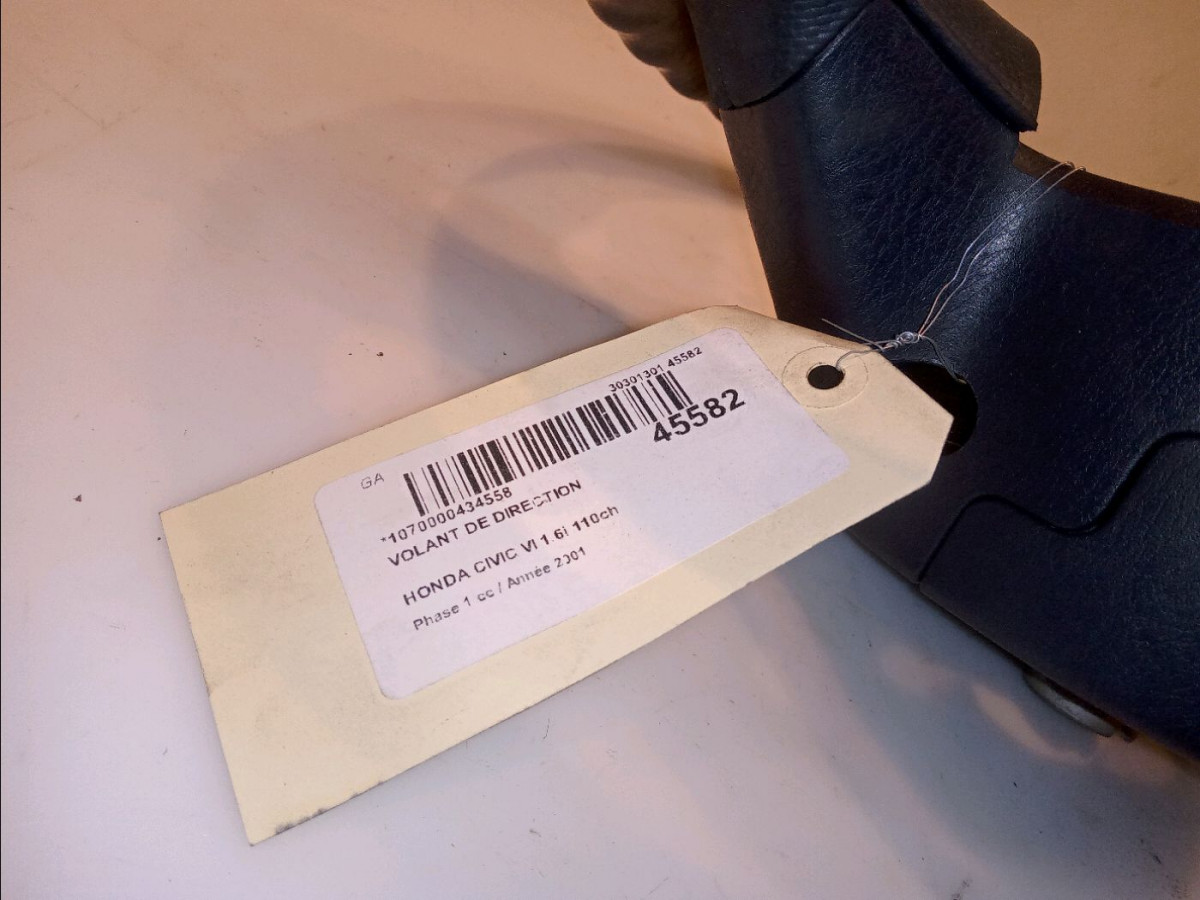 30301301 45582
45582
GA
*1070000434558
VOLANT DE DIRECTION
HONDA CIVIC VI 1.6i 110ch
Phase 1 cc / Année 2001